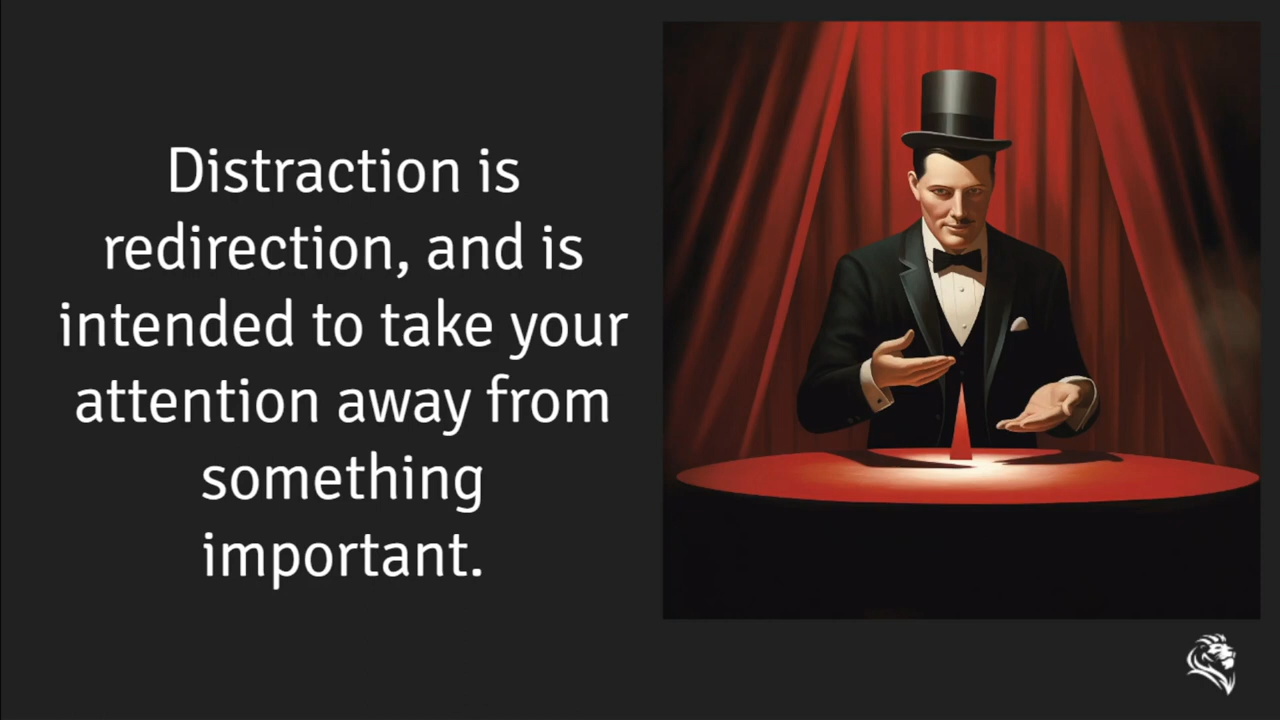 Distraction is
redirection, and is
intended to take your
attention away from
something
important.